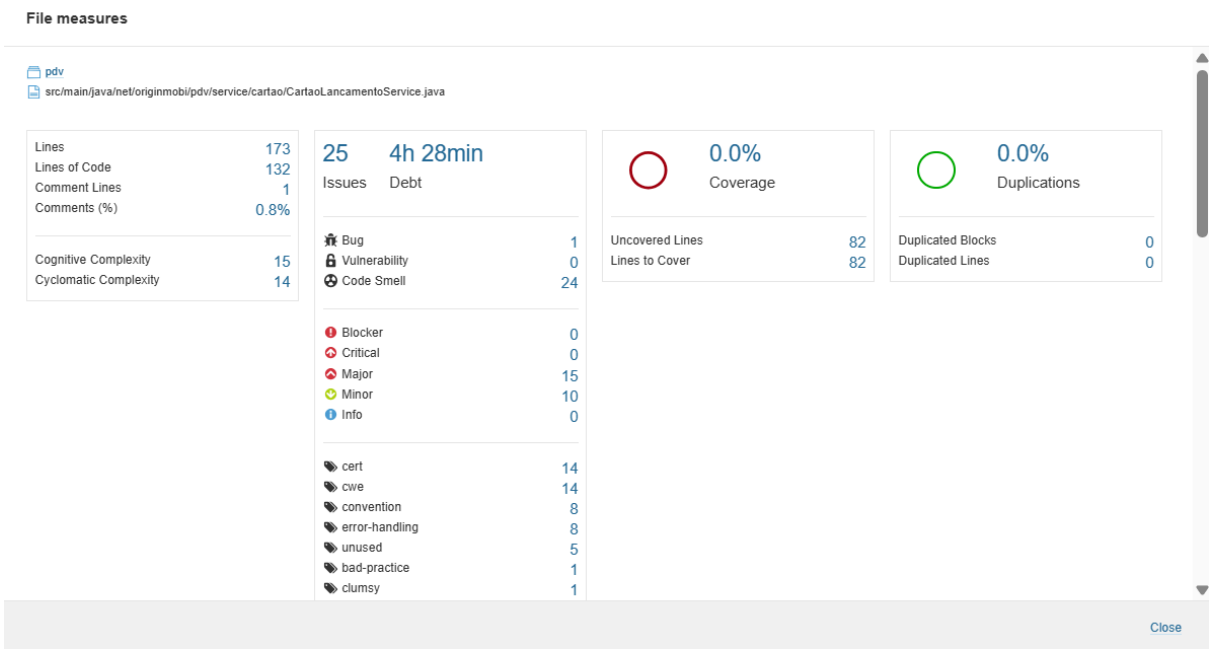 File measures
pdv
src/main/java/net/originmobi/pdv/service/cartao/CartaoLancamentoService.java
Lines 173
Lines of Code 132
Comment Lines 1
Comments (%) 0.8%
Cognitive Complexity 15
Cyclomatic Complexity 14
25 4h 28min
Issues Debt
Bug 1
Vulnerability 0
Code Smell 24
Blocker 0
Critical 0
Major 15
Minor 10
Info 0
cert 14
cwe 14
convention 8
error-handling 8
unused 5
bad-practice 1
clumsy 1
0.0%
Coverage
Uncovered Lines 82
Lines to Cover 82
0.0%
Duplications
Duplicated Blocks 0
Duplicated Lines 0
Close